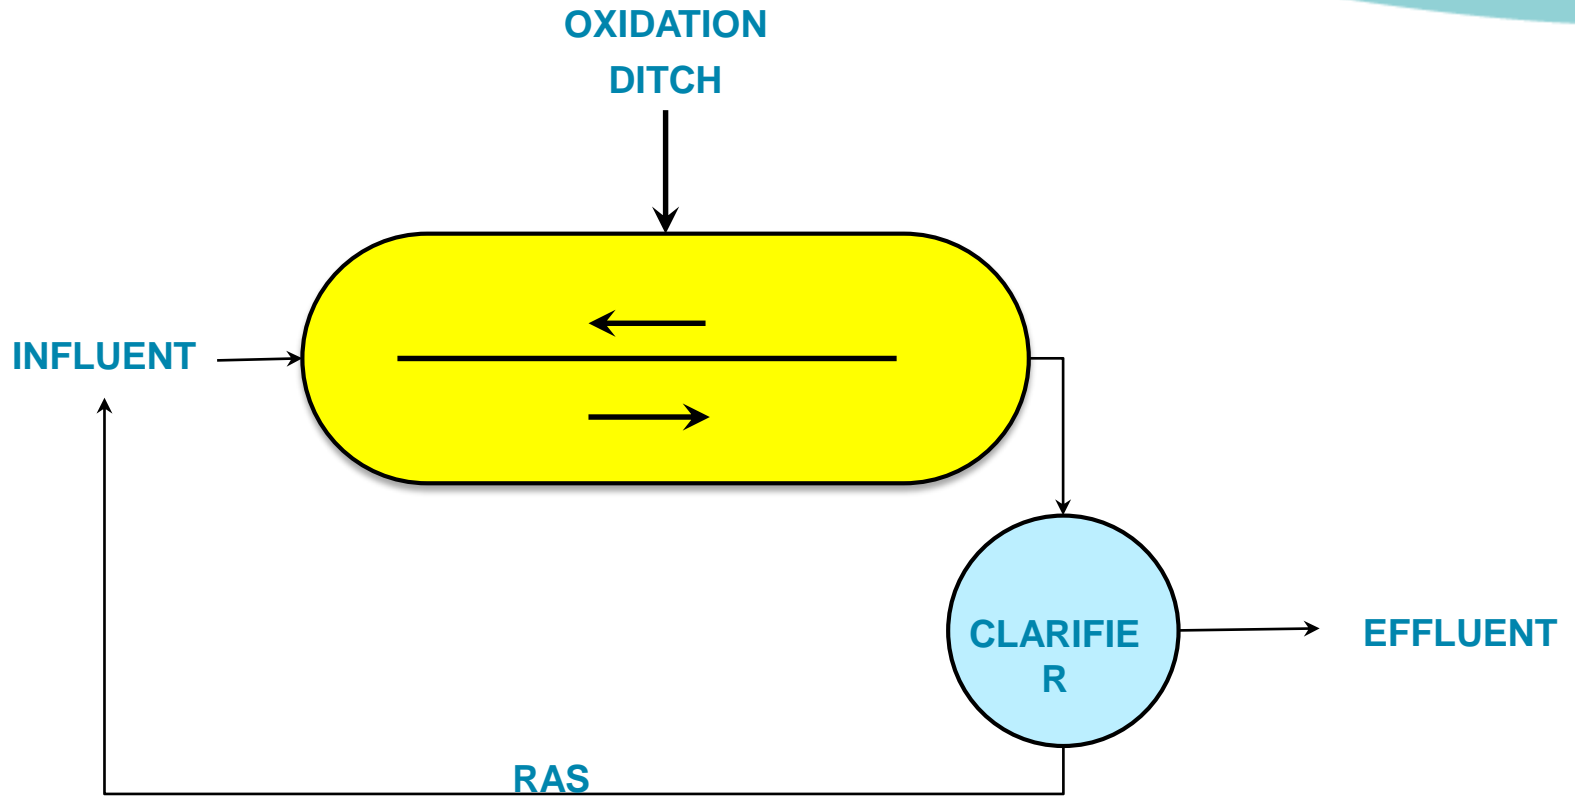 OXIDATION
DITCH
INFLUENT
CLARIFIE
R
EFFLUENT
RAS